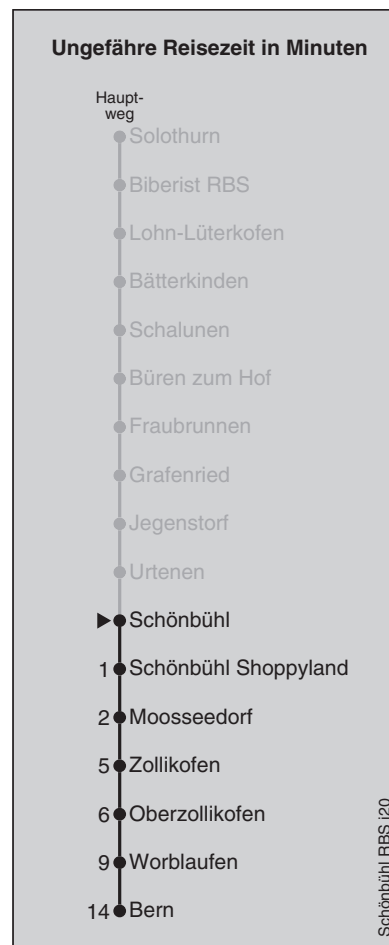 Ungefähre Reisezeit in Minuten
Haupt-
weg
Solothurn
Biberist RBS
Lohn-Lüterkofen
Bätterkinden
Schalunen
Büren zum Hof
Fraubrunnen
Grafenried
Jegenstorf
Urtenen
Schönbühl
1 Schönbühl Shoppyland
2 Moosseedorf
5 Zollikofen
6 Oberzollikofen
9 Worblaufen
14 Bern
Schönbühl RBS j20